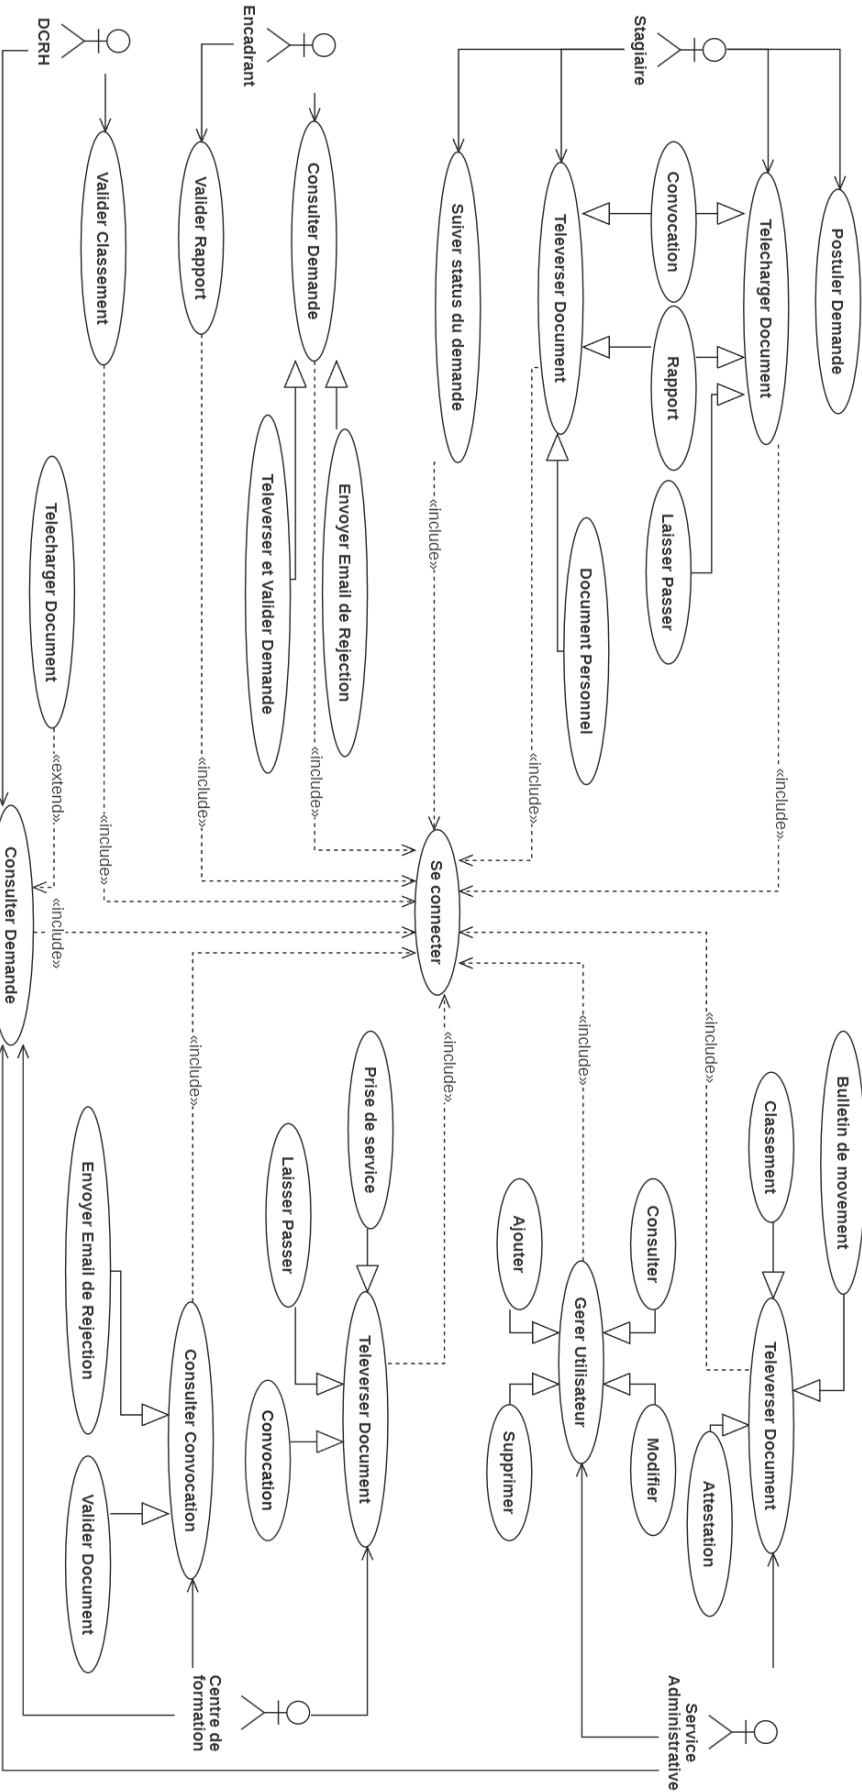 Postuler Demande
Telecharger Document
Stagiaire
Convocation
Rapport
Laisser Passer
Televerser Document
Document Personnel
Suiver status du demande
«include»
«include»
«include»
Bulletin de movement
Classement
Televerser Document
Attestation
Service
Administrative
«include»
Consulter
Modifier
Gerer Utilisateur
Ajouter
Supprimer
«include»
Se connecter
Encadrant
Consulter Demande
Envoyer Email de Rejection
Televerser et Valider Demande
Valider Rapport
«include»
«include»
Prise de service
Laisser Passer
Televerser Document
Convocation
«include»
Centre de
formation
Consulter Convocation
Envoyer Email de Rejection
Valider Document
«include»
DCRH
Valider Classement
«include»
Telecharger Document
«extend»
«include»
Consulter Demande